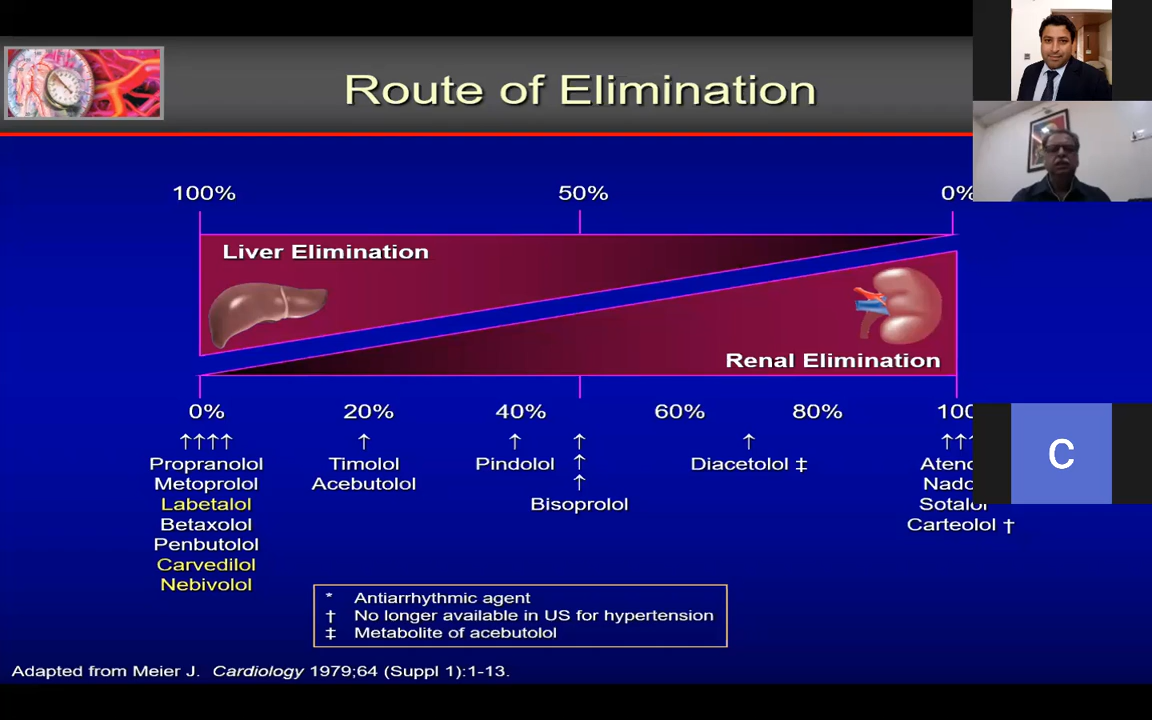 Route of Elimination
100%
50%
0%
Liver Elimination
Renal Elimination
0%
20%
40%
60%
80%
↑↑↑↑
↑
↑
↑
↑
↑
↑
Propranolol
Metoprolol
Labetalol
Betaxolol
Penbutolol
Carvedilol
Nebivolol
Timolol
Acebutolol
Pindolol
Bisoprolol
Diacetolol ‡
Sotalol
Carteolol †
* Antiarrhythmic agent
† No longer available in US for hypertension
‡ Metabolite of acebutolol
Adapted from Meier J. Cardiology 1979;64 (Suppl 1):1-13.
C